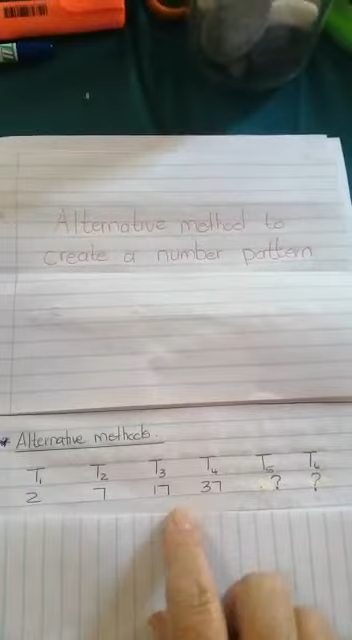 Alternative method to
create a number pattern
* Alternative methods.
T₁ T₂ T₃ T₄ T₅ T₆
2 7 17 37 ? ?